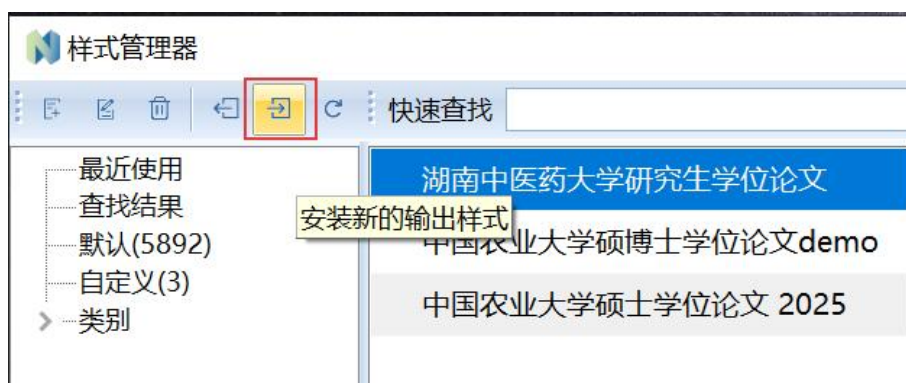 样式管理器
快速查找
最近使用
查找结果
默认(5892)
自定义(3)
类别
安装新的输出样式
湖南中医药大学研究生学位论文
中国农业大学硕博士学位论文demo
中国农业大学硕士学位论文 2025